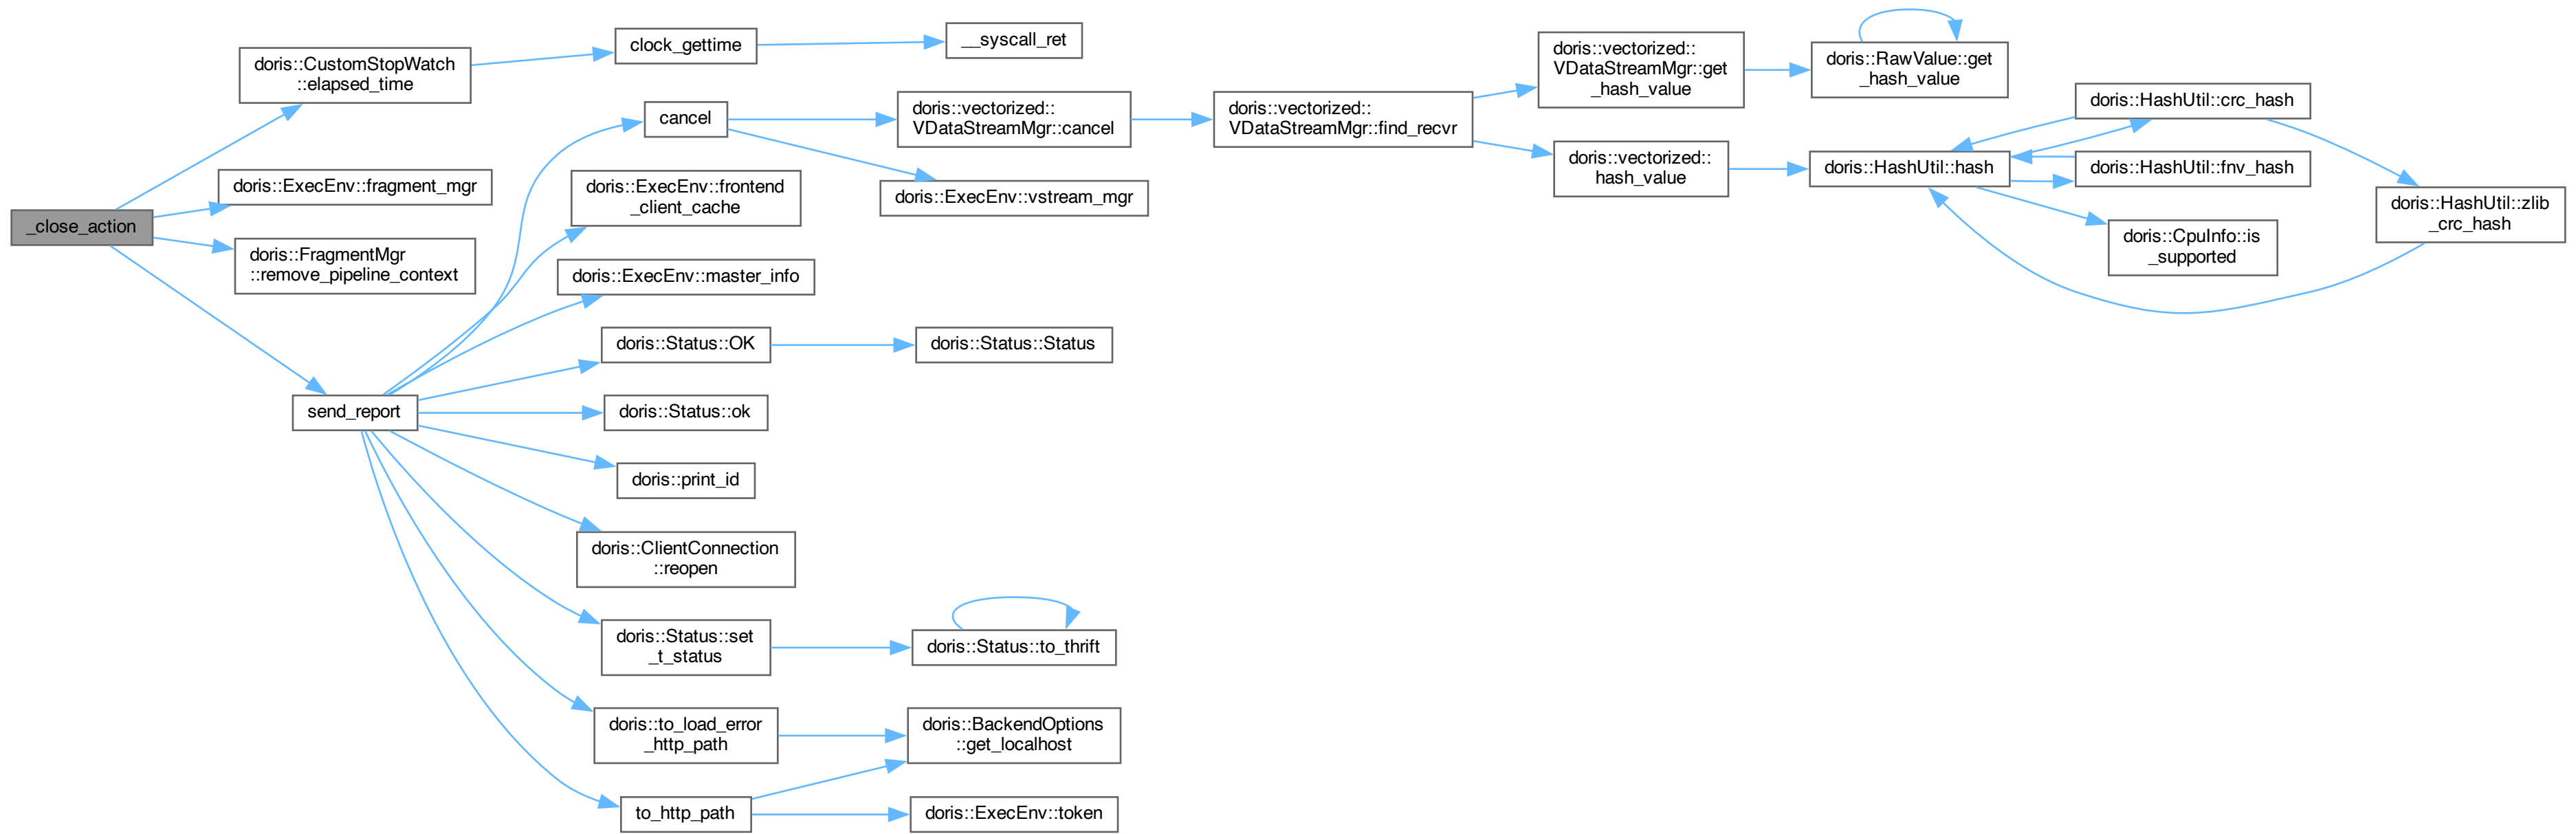 _close_action
doris::CustomStopWatch
::elapsed_time
clock_gettime
__syscall_ret
doris::ExecEnv::fragment_mgr
doris::FragmentMgr
::remove_pipeline_context
send_report
cancel
doris::vectorized::
VDataStreamMgr::cancel
doris::vectorized::
VDataStreamMgr::find_recvr
doris::vectorized::
VDataStreamMgr::get
_hash_value
doris::RawValue::get
_hash_value
doris::vectorized::
hash_value
doris::HashUtil::hash
doris::HashUtil::crc_hash
doris::HashUtil::fnv_hash
doris::CpuInfo::is
_supported
doris::HashUtil::zlib
_crc_hash
doris::ExecEnv::vstream_mgr
doris::ExecEnv::frontend
_client_cache
doris::ExecEnv::master_info
doris::Status::OK
doris::Status::Status
doris::Status::ok
doris::print_id
doris::ClientConnection
::reopen
doris::Status::set
_t_status
doris::Status::to_thrift
doris::to_load_error
_http_path
doris::BackendOptions
::get_localhost
to_http_path
doris::ExecEnv::token